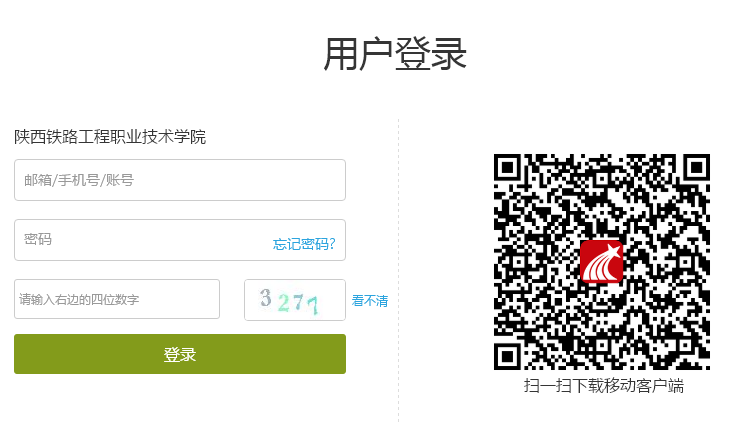 用户登录
陕西铁路工程职业技术学院
邮箱/手机号/账号
密码
忘记密码?
请输入右边的四位数字
3277
看不清
登录
扫一扫下载移动客户端